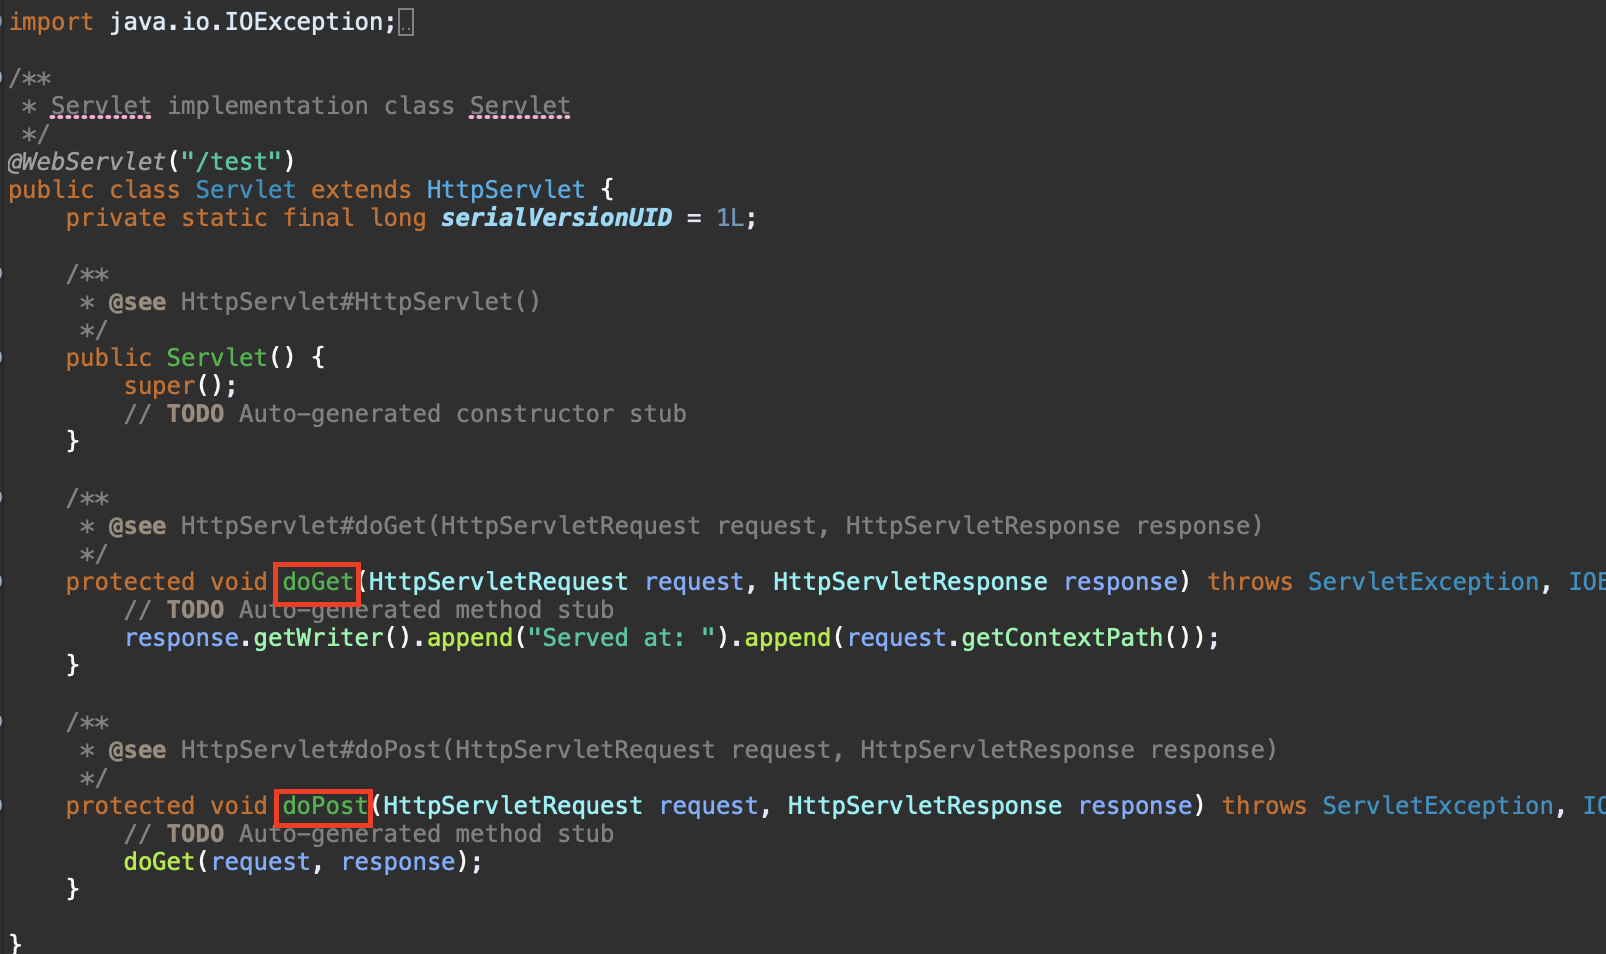 import java.io.IOException;
/**
* Servlet implementation class Servlet
*/
@WebServlet("/test")
public class Servlet extends HttpServlet {
private static final long serialVersionUID = 1L;
/**
* @see HttpServlet#HttpServlet()
*/
public Servlet() {
super();
// TODO Auto-generated constructor stub
}
/**
* @see HttpServlet#doGet(HttpServletRequest request, HttpServletResponse response)
*/
protected void doGet(HttpServletRequest request, HttpServletResponse response) throws ServletException, IOE
// TODO Auto-generated method stub
response.getWriter().append("Served at: ").append(request.getContextPath());
}
/**
* @see HttpServlet#doPost(HttpServletRequest request, HttpServletResponse response)
*/
protected void doPost(HttpServletRequest request, HttpServletResponse response) throws ServletException, IO
// TODO Auto-generated method stub
doGet(request, response);
}
}